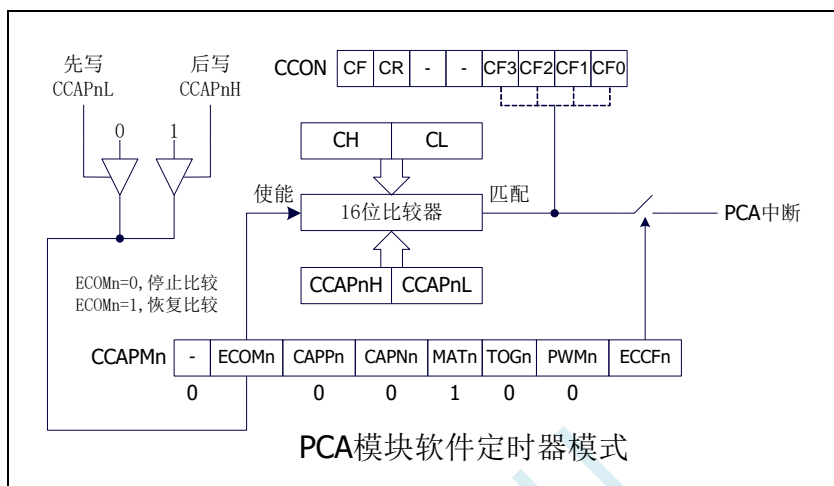 先写
CCAPnL
后写
CCAPnH
0
1
CCON CF CR - - CF3 CF2 CF1 CF0
CH CL
使能
16位比较器
匹配
PCA中断
CCAPnH CCAPnL
ECOMn=0,停止比较
ECOMn=1,恢复比较
CCAPMn - ECOMn CAPPn CAPNn MATn TOGn PWMn ECCFn
0 0 0 1 0 0
PCA模块软件定时器模式